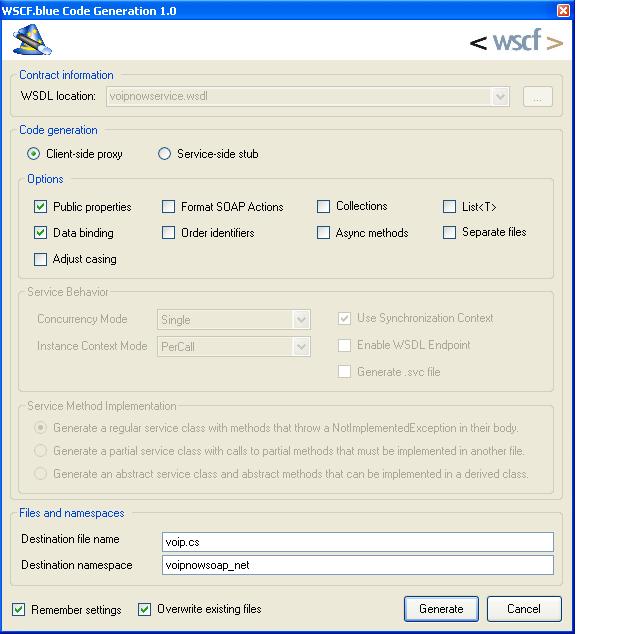 WSCF.blue Code Generation 1.0
< wscf >
Contract information
WSDL location: voipnowservice.wsdl ...
Code generation
Client-side proxy Service-side stub
Options
Public properties Format SOAP Actions Collections List<T>
Data binding Order identifiers Async methods Separate files
Adjust casing
Service Behavior
Concurrency Mode Single Use Synchronization Context
Instance Context Mode PerCall Enable WSDL Endpoint
Generate .svc file
Service Method Implementation
Generate a regular service class with methods that throw a NotImplementedException in their body.
Generate a partial service class with calls to partial methods that must be implemented in another file.
Generate an abstract service class and abstract methods that can be implemented in a derived class.
Files and namespaces
Destination file name voip.cs
Destination namespace voipnowsoap_net
Remember settings Overwrite existing files Generate Cancel